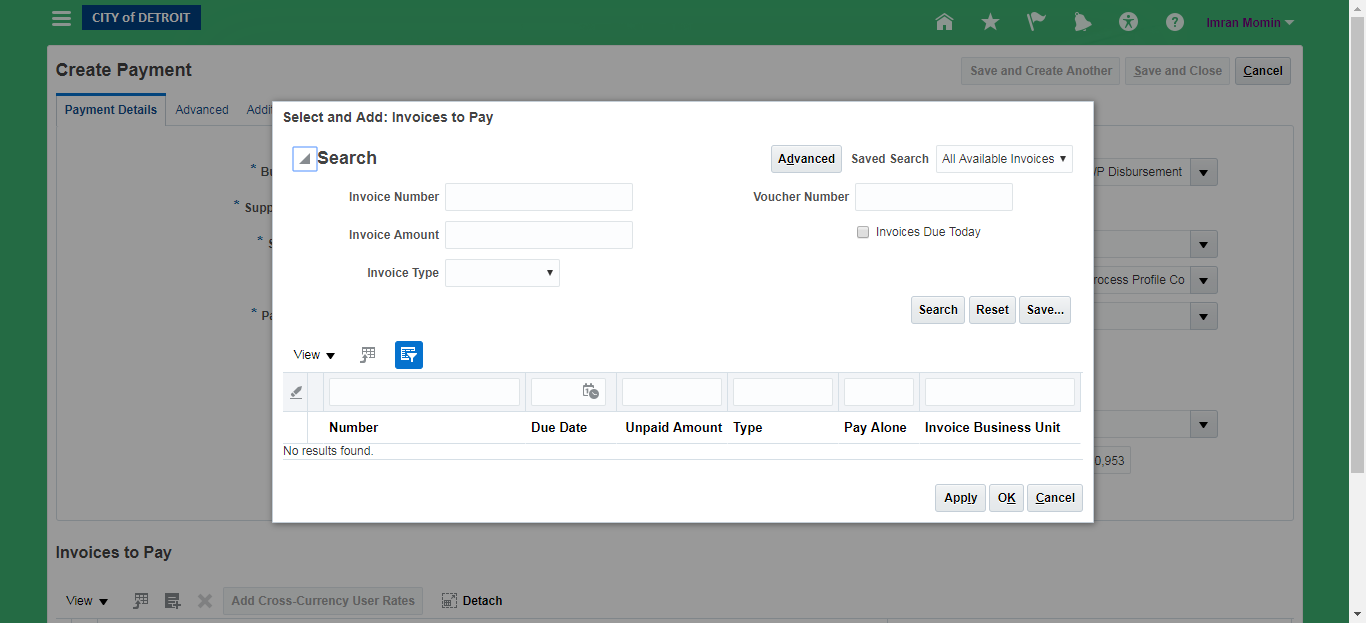 CITY of DETROIT
Imran Momin
Create Payment
Save and Create Another Save and Close Cancel
Payment Details Advanced
Select and Add: Invoices to Pay
Search
Advanced Saved Search All Available Invoices
Invoice Number
Voucher Number
Invoice Amount
Invoices Due Today
Invoice Type
Search Reset Save...
View
Number Due Date Unpaid Amount Type Pay Alone Invoice Business Unit
No results found.
Apply OK Cancel
* Supp
/P Disbursement
rocess Profile Co
0,953
Invoices to Pay
View Add Cross-Currency User Rates Detach